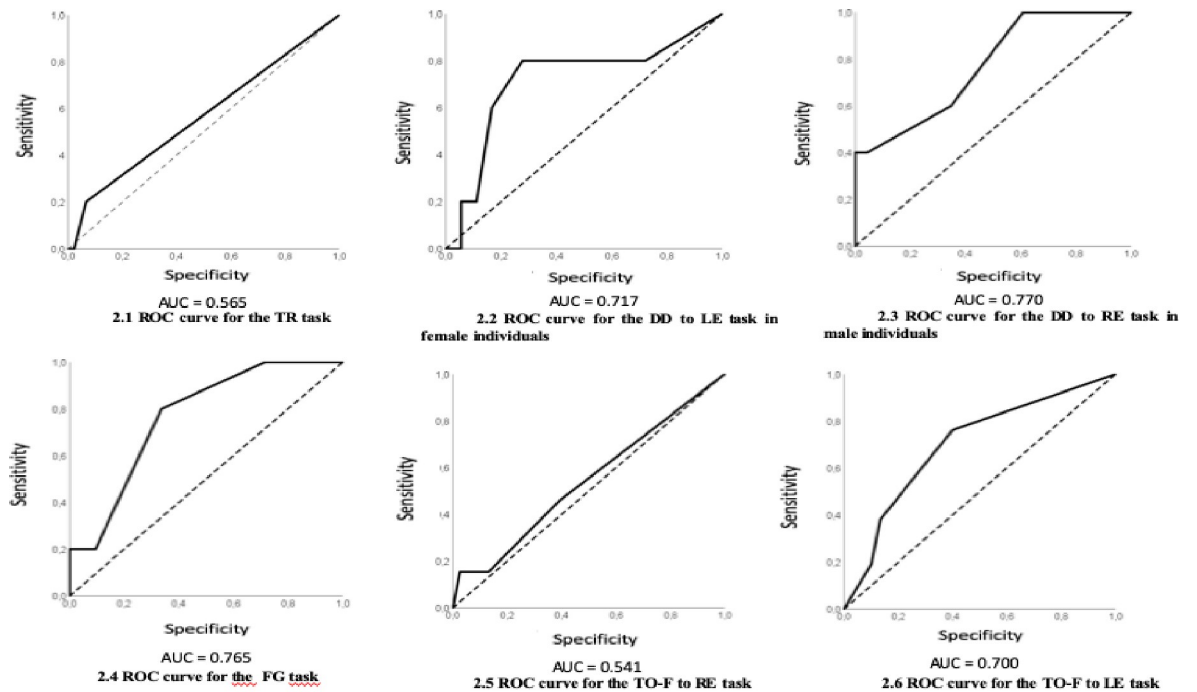 1,0
0,8
6
4
0,2
0,0
Sensitivity
0,2 0,4 0,6 0,8 1,0
Specificity
AUC = 0.565
2.1 ROC curve for the TR task
1,0
0,8
6
4
0,2
0,0
Sensitivity
0,0 0,2 0,4 0,6 0,8 1,0
Specificity
AUC = 0.717
2.2 ROC curve for the DD to LE task in
female individuals
1,0
0,8
0,6
0,4
0,2
0,0
Sensitivity
0,0 0,2 0,4 0,6 0,8 1,0
Specificity
AUC = 0.770
2.3 ROC curve for the DD to RE task in
male individuals
1,0
0,8
0,6
0,4
0,2
0,0
Sensitivity
0,0 0,2 0,4 0,6 0,8 1,0
Specificity
AUC = 0.765
2.4 ROC curve for the FG task
1,0
0,8
,6
0,4
0,2
0,0
Sensitivity
0,0 0,2 0,4 0,6 0,8 1,0
Specificity
AUC = 0.541
2.5 ROC curve for the TO-F to RE task
1,0
0,8
0,6
0,4
0,2
0,0
Sensitivity
0,0 0,2 0,4 0,6 0,8 1,0
Specificity
AUC = 0.700
2.6 ROC curve for the TO-F to LE task